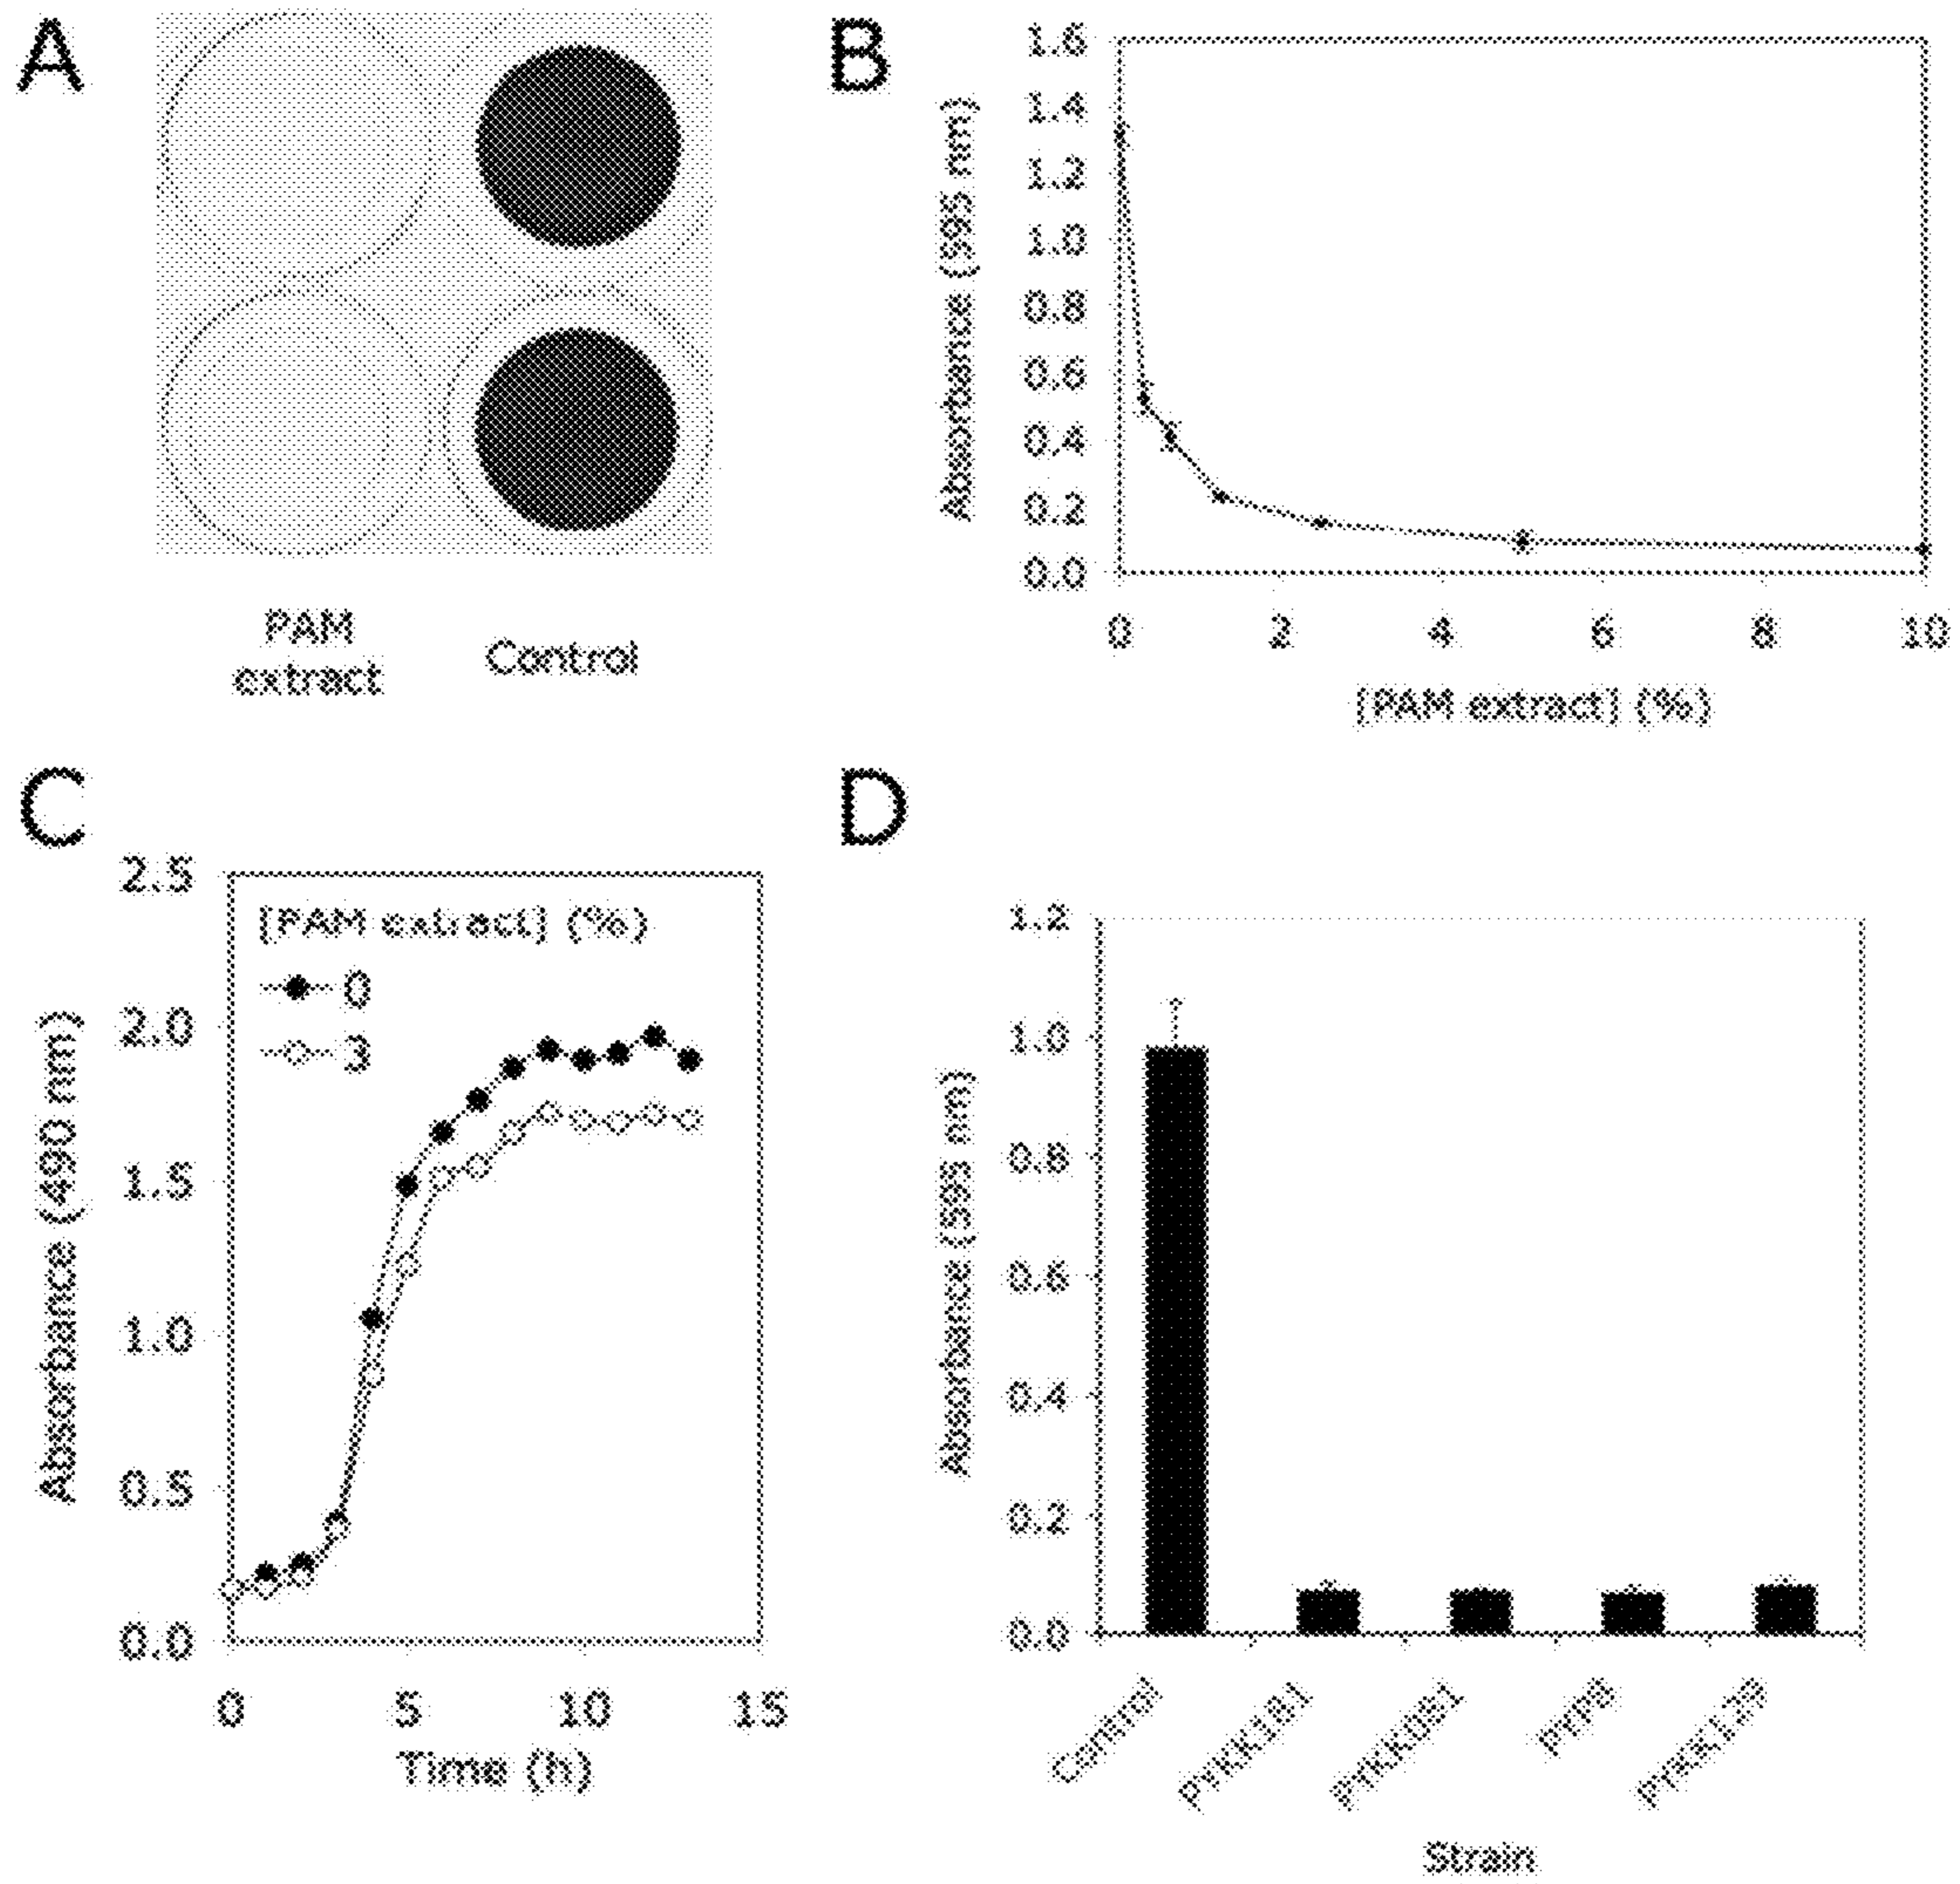 A
PAM
extract
Control
B
Absorbance (595 nm)
1.6
1.4
1.2
1.0
0.8
0.6
0.4
0.2
0.0
0 2 4 6 8 10
[PAM extract] (%)
C
Absorbance (490 nm)
2.5
2.0
1.5
1.0
0.5
0.0
[PAM extract] (%)
0
3
0 5 10 15
Time (h)
D
Absorbance (595 nm)
1.2
1.0
0.8
0.6
0.4
0.2
0.0
Control
Strain